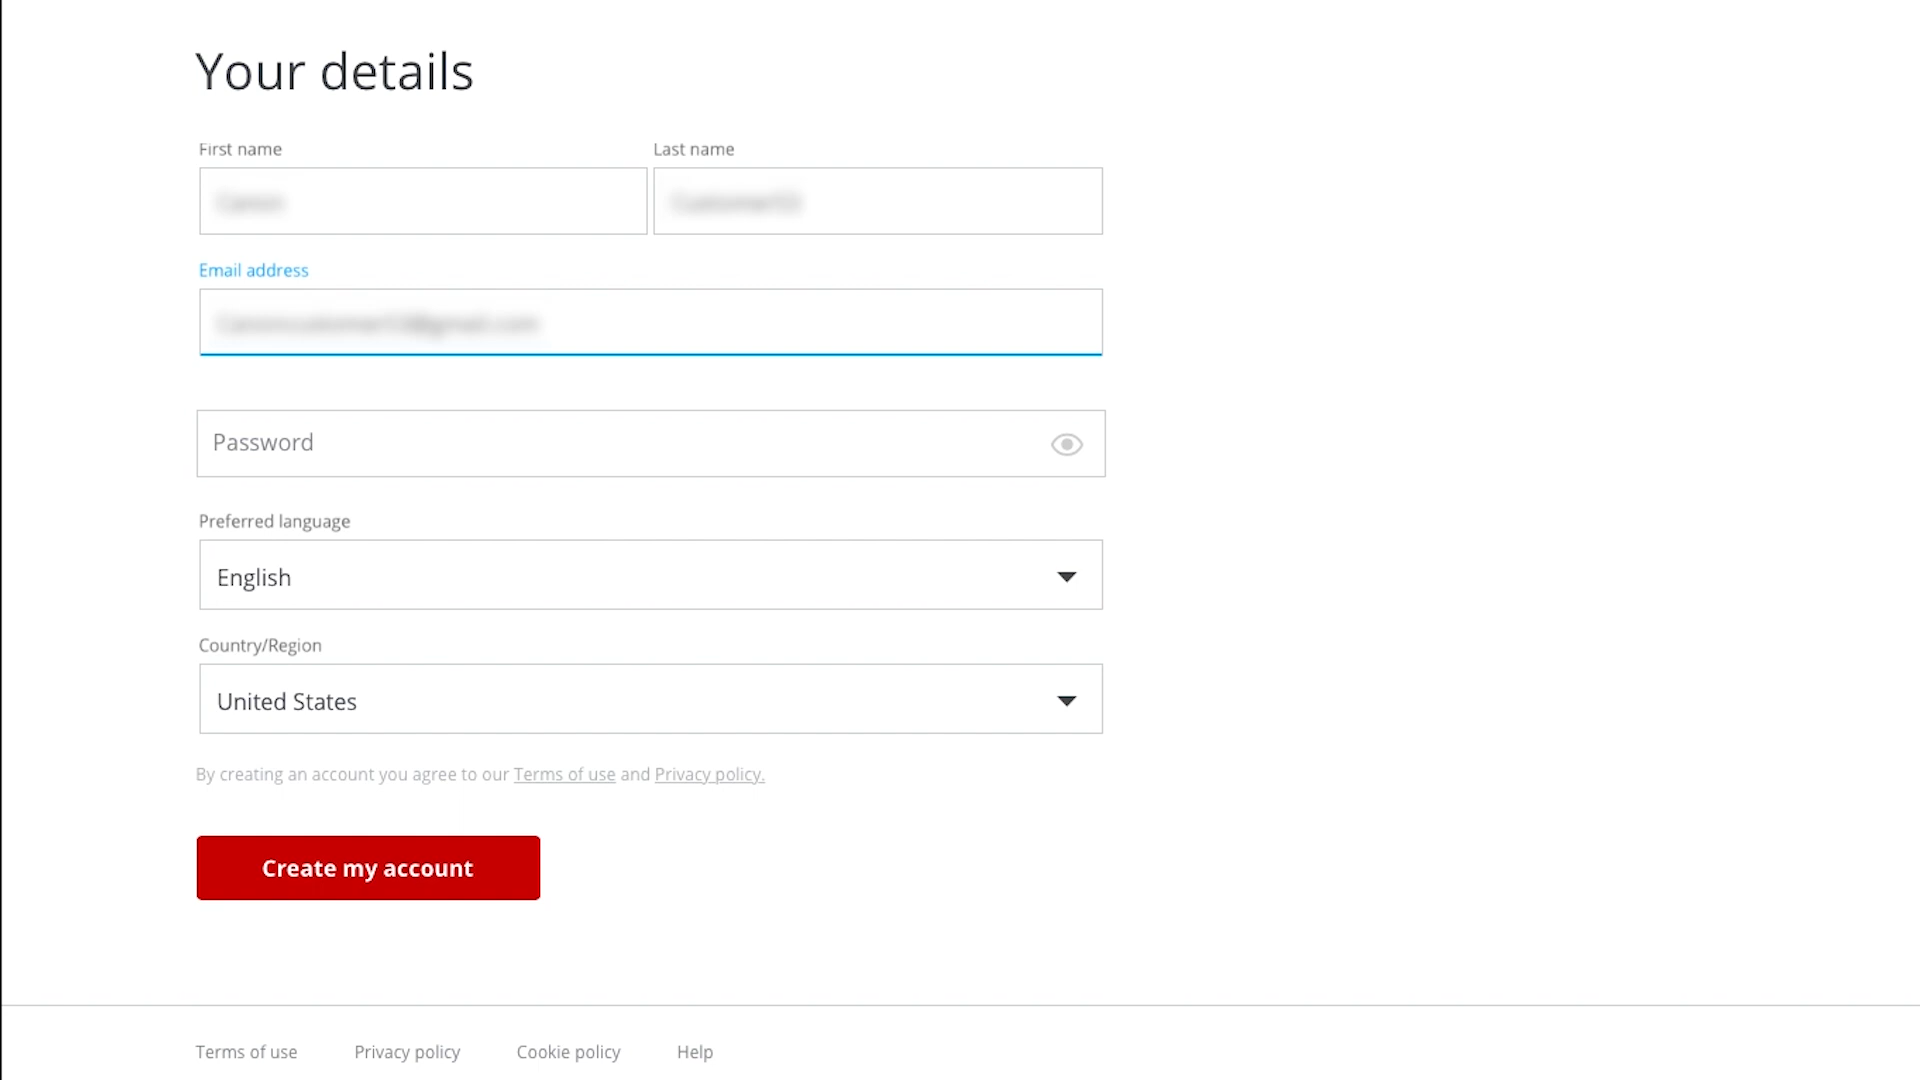 Your details
First name
Last name
Email address
Password
Preferred language
English
Country/Region
United States
By creating an account you agree to our Terms of use and Privacy policy.
Create my account
Terms of use
Privacy policy
Cookie policy
Help